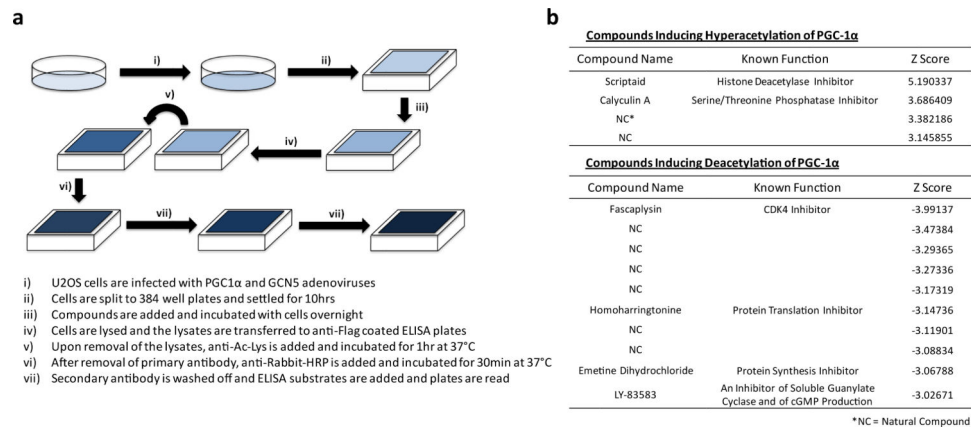 a
i)
ii)
iii)
iv)
v)
vi)
vii)
vii)
i) U2OS cells are infected with PGC1α and GCN5 adenoviruses
ii) Cells are split to 384 well plates and settled for 10hrs
iii) Compounds are added and incubated with cells overnight
iv) Cells are lysed and the lysates are transferred to anti-Flag coated ELISA plates
v) Upon removal of the lysates, anti-Ac-Lys is added and incubated for 1hr at 37°C
vi) After removal of primary antibody, anti-Rabbit-HRP is added and incubated for 30min at 37°C
vii) Secondary antibody is washed off and ELISA substrates are added and plates are read
b
Compounds Inducing Hyperacetylation of PGC-1α
Compound Name Known Function Z Score
Scriptaid Histone Deacetylase Inhibitor 5.190337
Calyculin A Serine/Threonine Phosphatase Inhibitor 3.686409
NC* 3.382186
NC 3.145855
Compounds Inducing Deacetylation of PGC-1α
Compound Name Known Function Z Score
Fascaplysin CDK4 Inhibitor -3.99137
NC -3.47384
NC -3.29365
NC -3.27336
NC -3.17319
Homoharringtonine Protein Translation Inhibitor -3.14736
NC -3.11901
NC -3.08834
Emetine Dihydrochloride Protein Synthesis Inhibitor -3.06788
LY-83583 An Inhibitor of Soluble Guanylate -3.02671
Cyclase and of cGMP Production
*NC = Natural Compound